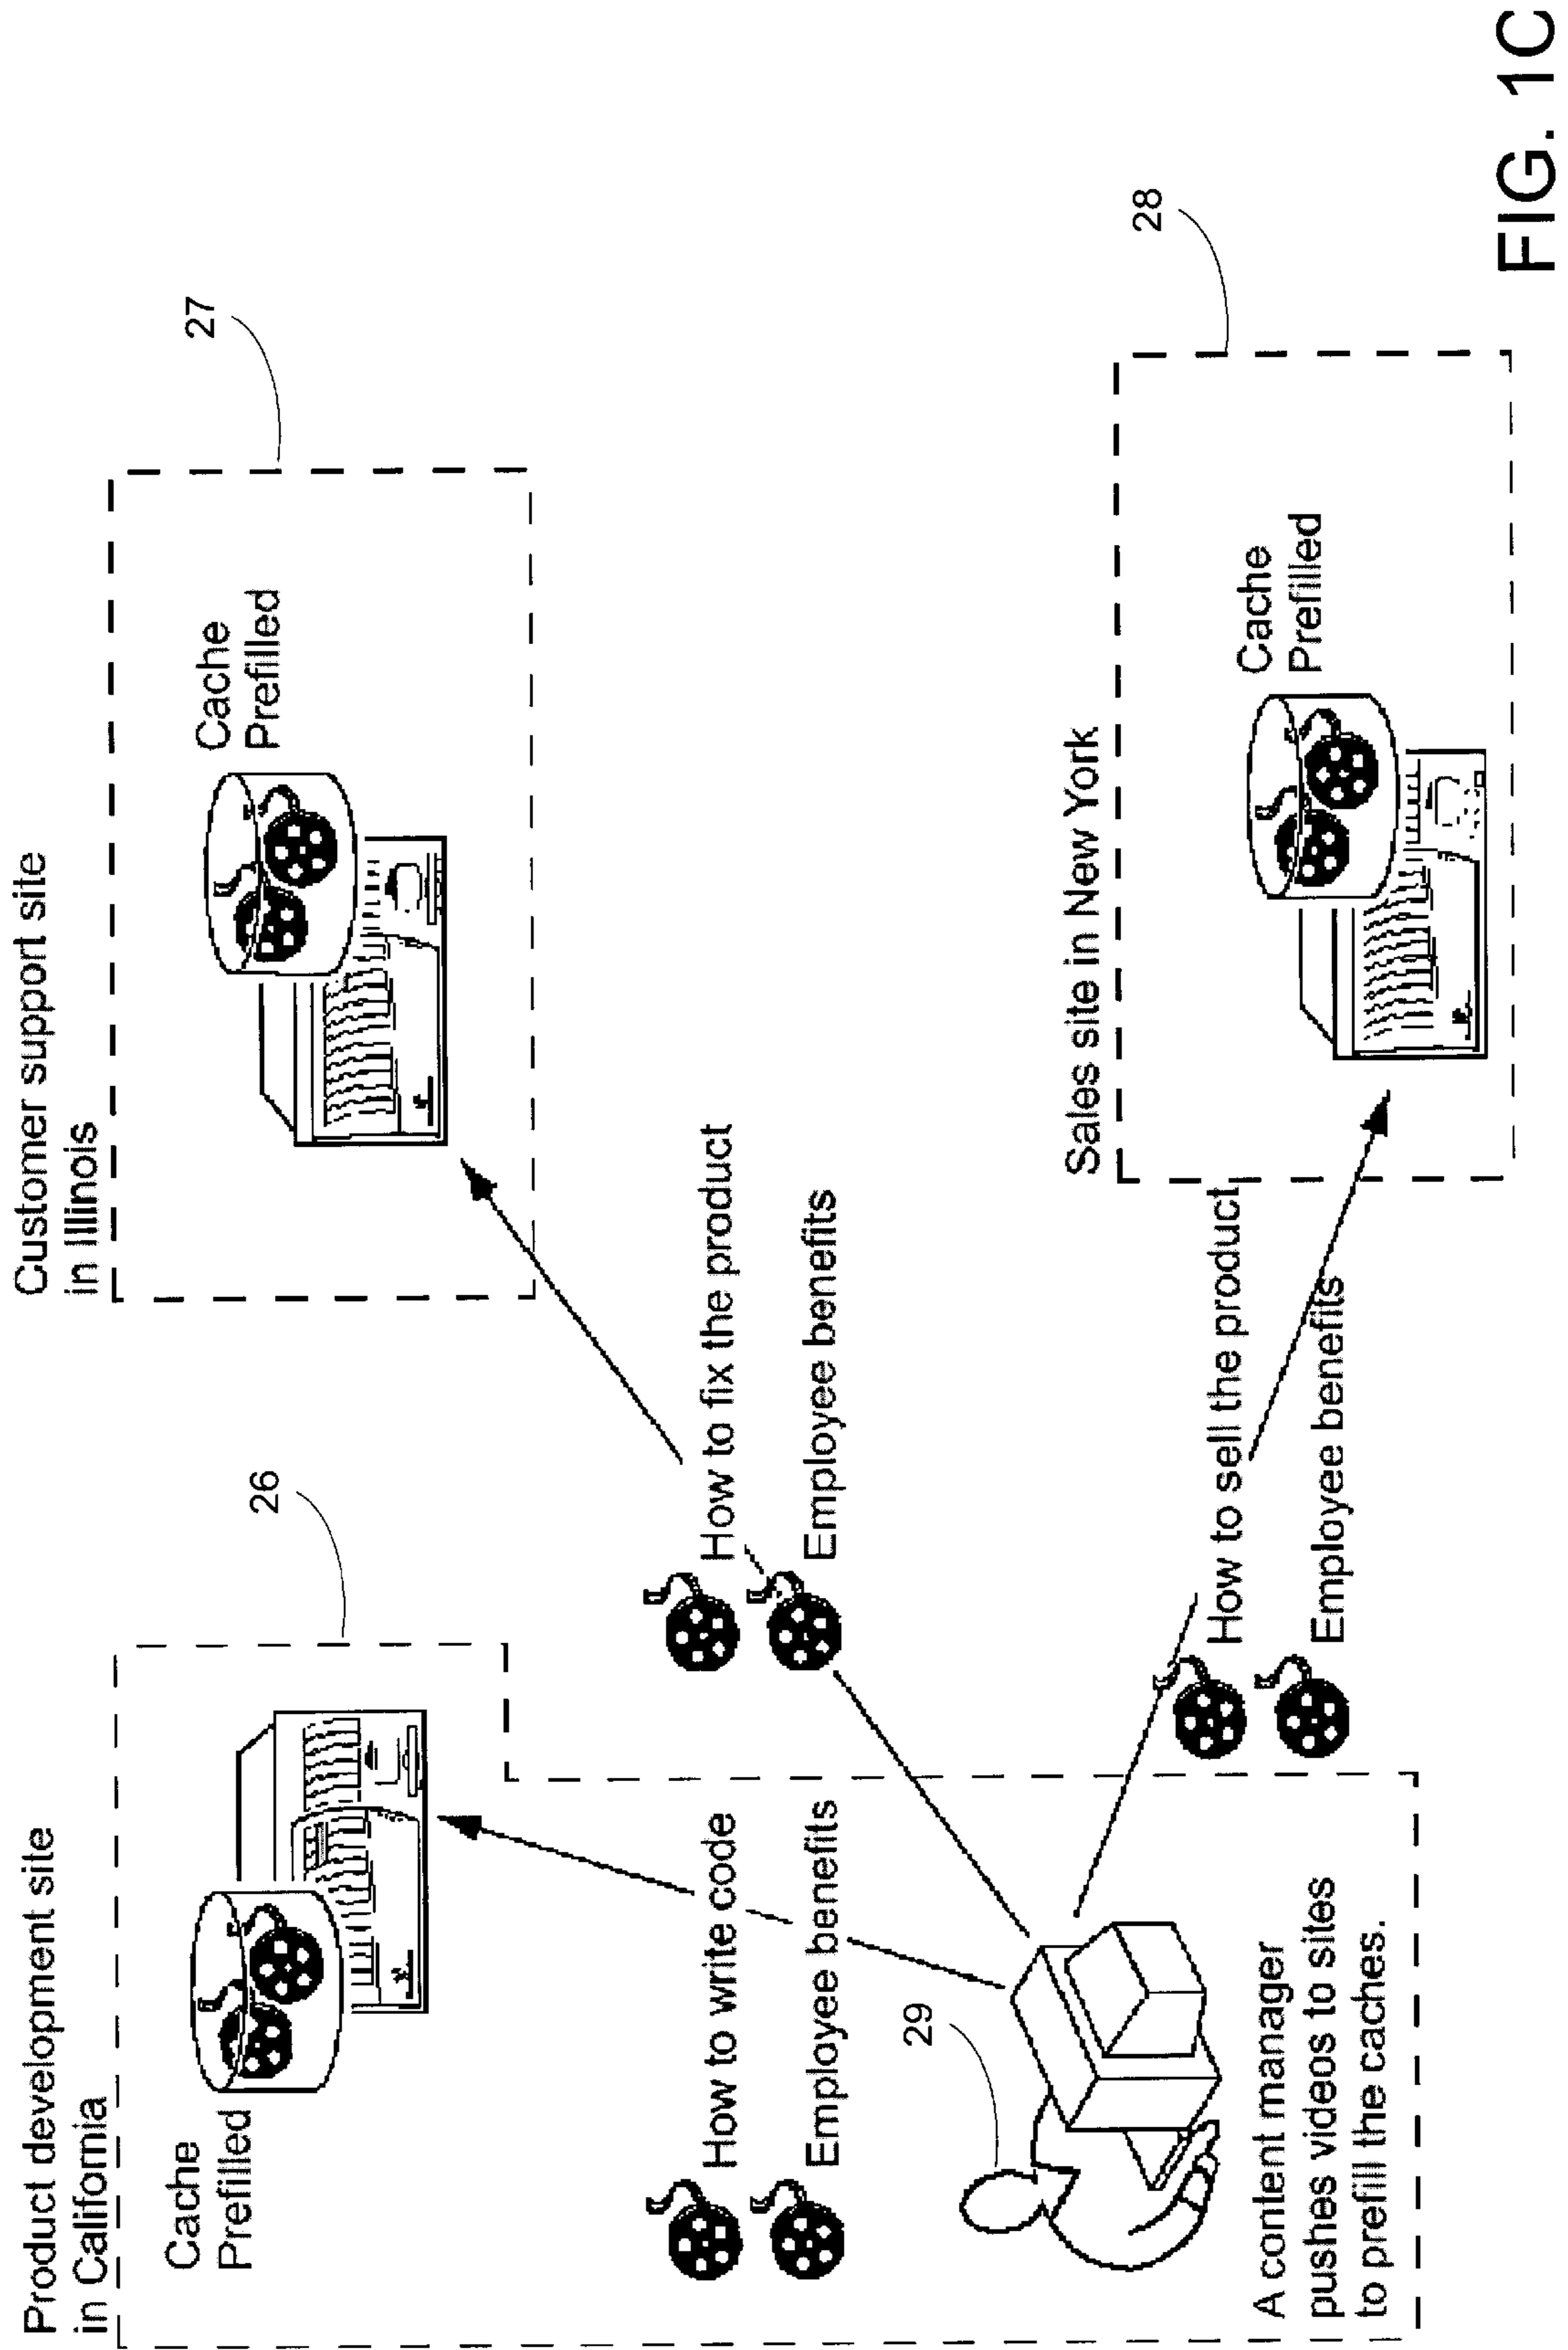 Product development site
in California
Cache
Prefilled
26
How to write code
Employee benefits
29
A content manager
pushes videos to sites
to prefill the caches.
Customer support site
in Illinois
Cache
Prefilled
27
How to fix the product
Employee benefits
Sales site in New York
Cache
Prefilled
28
How to sell the product
Employee benefits
FIG. 1C